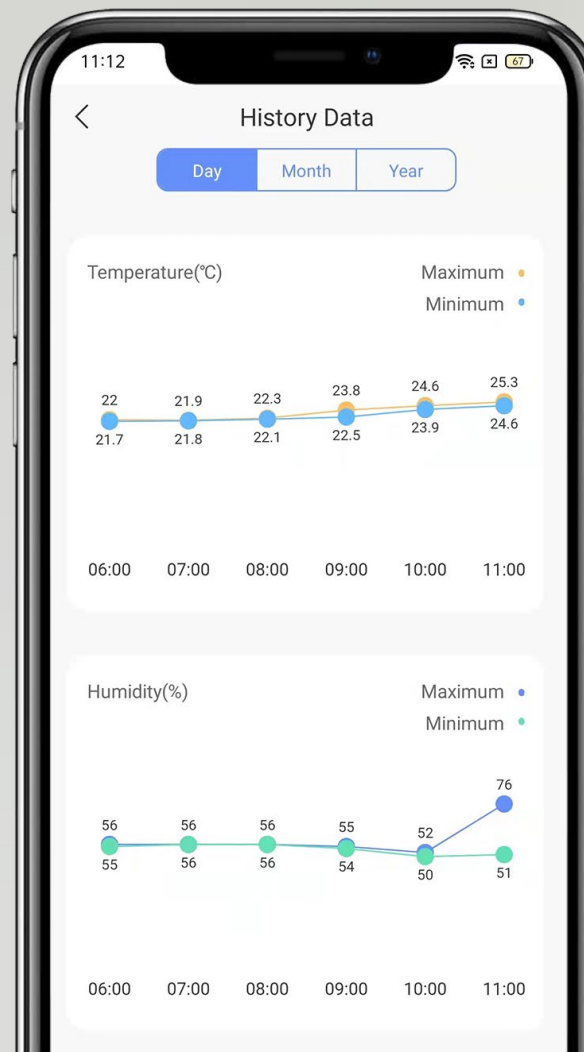 11:12 67
History Data
Day Month Year
Temperature(℃) Maximum
Minimum
22 21.9 22.3 23.8 24.6 25.3
21.7 21.8 22.1 22.5 23.9 24.6
06:00 07:00 08:00 09:00 10:00 11:00
Humidity(%) Maximum
Minimum
56 56 56 55 52 76
55 56 56 54 50 51
06:00 07:00 08:00 09:00 10:00 11:00